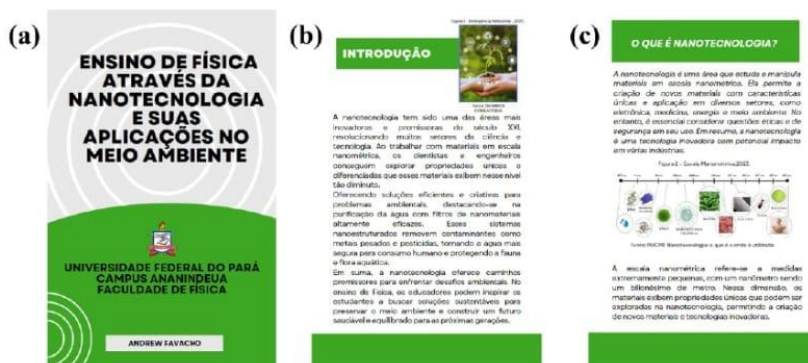 (a)
ENSINO DE FÍSICA
ATRAVÉS DA
NANOTECNOLOGIA
E SUAS
APLICAÇÕES NO
MEIO AMBIENTE
UNIVERSIDADE FEDERAL DO PARÁ
CAMPUS ANANINDEUA
FACULDADE DE FÍSICA
ANDREW FAVACHO
(b)
INTRODUÇÃO
A nanotecnologia tem sido uma das áreas mais
inovadoras e promissoras do século XXI,
revolucionando muitos setores da ciência e
tecnologia. Ao trabalhar com materiais em escala
nanométrica, os cientistas e engenheiros
conseguem explorar propriedades únicas e
diferenciadas que esses materiais exibem nesse nível
tão diminuto.
Oferecendo soluções eficientes e criativas para
problemas ambientais, destacando-se na
purificação da água com filtros de nanomateriais
altamente eficazes. Esses sistemas
nanoestruturados removem contaminantes como
metais pesados e pesticidas, tornando a água mais
segura para consumo humano e protegendo a fauna
e flora aquática.
Em suma, a nanotecnologia oferece caminhos
promissores para enfrentar desafios ambientais. No
ensino de Física, os educadores podem inspirar os
estudantes a buscar soluções sustentáveis para
preservar o meio ambiente e construir um futuro
saudável e equilibrado para as próximas gerações.
(c)
O QUE É NANOTECNOLOGIA?
A nanotecnologia é uma área que estuda e manipula
materiais em escala nanométrica. Ela permite a
criação de novos materiais com características
únicas e aplicação em diversos setores, como
eletrônica, medicina, energia e meio ambiente. No
entanto, é essencial considerar questões éticas e de
segurança em seu uso. Em resumo, a nanotecnologia
é uma tecnologia inovadora com potencial impacto
em várias indústrias.
Figura 2 - Escala Nanométrica, 2023.
A escala nanométrica refere-se a medidas
extremamente pequenas, com um nanômetro sendo
um bilionésimo de metro. Nessa dimensão, os
materiais exibem propriedades únicas que podem ser
exploradas na nanotecnologia, permitindo a criação
de novos materiais e tecnologias inovadoras.